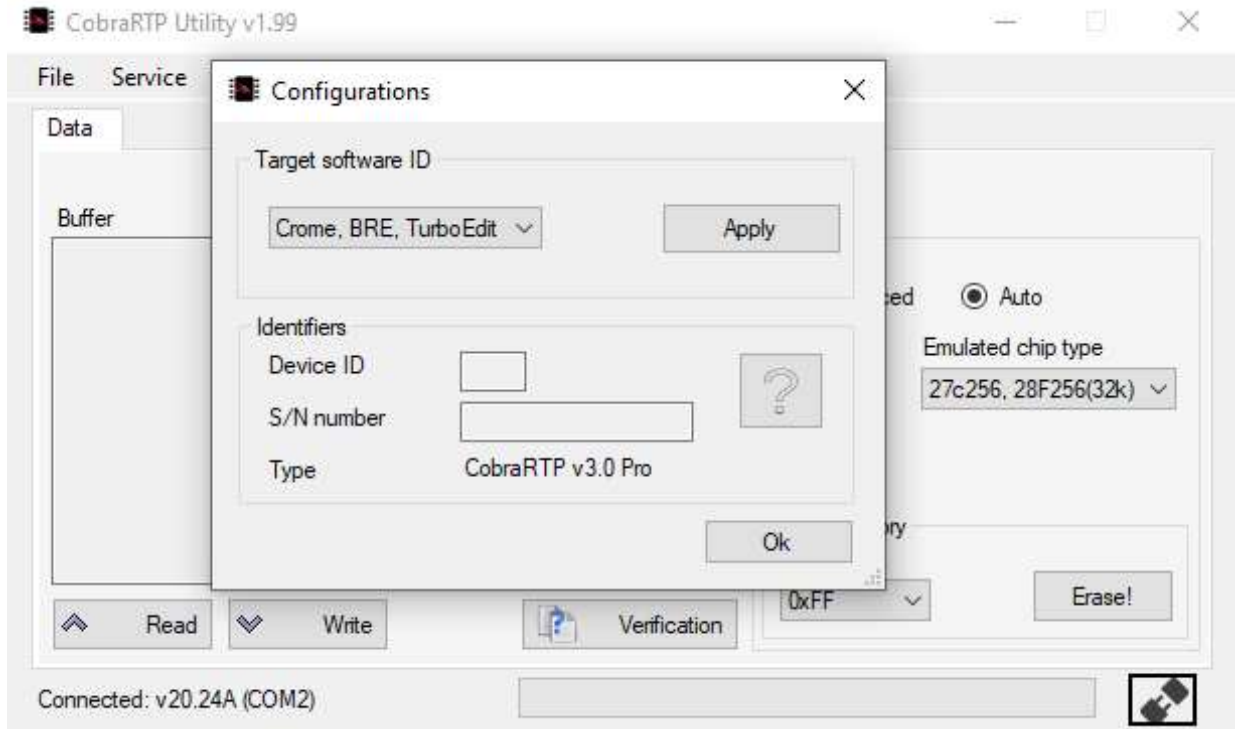 CobraRTP Utility v1.99
File Service
Configurations
Data
Target software ID
Buffer
Crome, BRE, TurboEdit
Apply
Auto
Identifiers
Device ID
Emulated chip type
27c256, 28F256(32k)
S/N number
Type
CobraRTP v3.0 Pro
Ok
0xFF
Erase!
Read
Write
Verification
Connected: v20.24A (COM2)